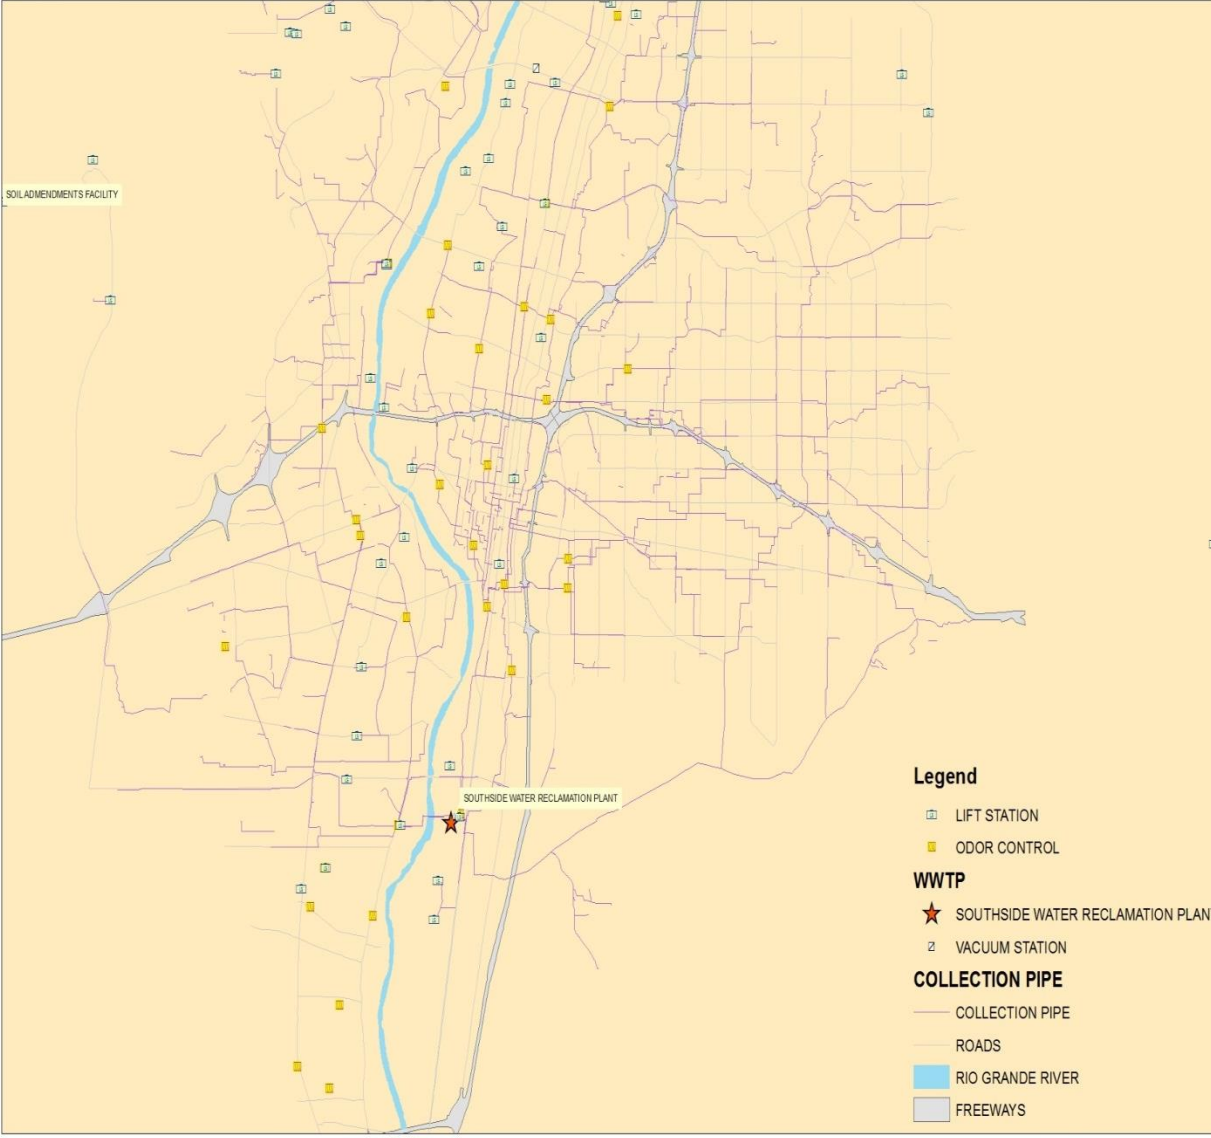 SOIL ADMENDMENTS FACILITY
SOUTHSIDE WATER RECLAMATION PLANT
Legend
LIFT STATION
ODOR CONTROL
WWTP
SOUTHSIDE WATER RECLAMATION PLAN
VACUUM STATION
COLLECTION PIPE
COLLECTION PIPE
ROADS
RIO GRANDE RIVER
FREEWAYS